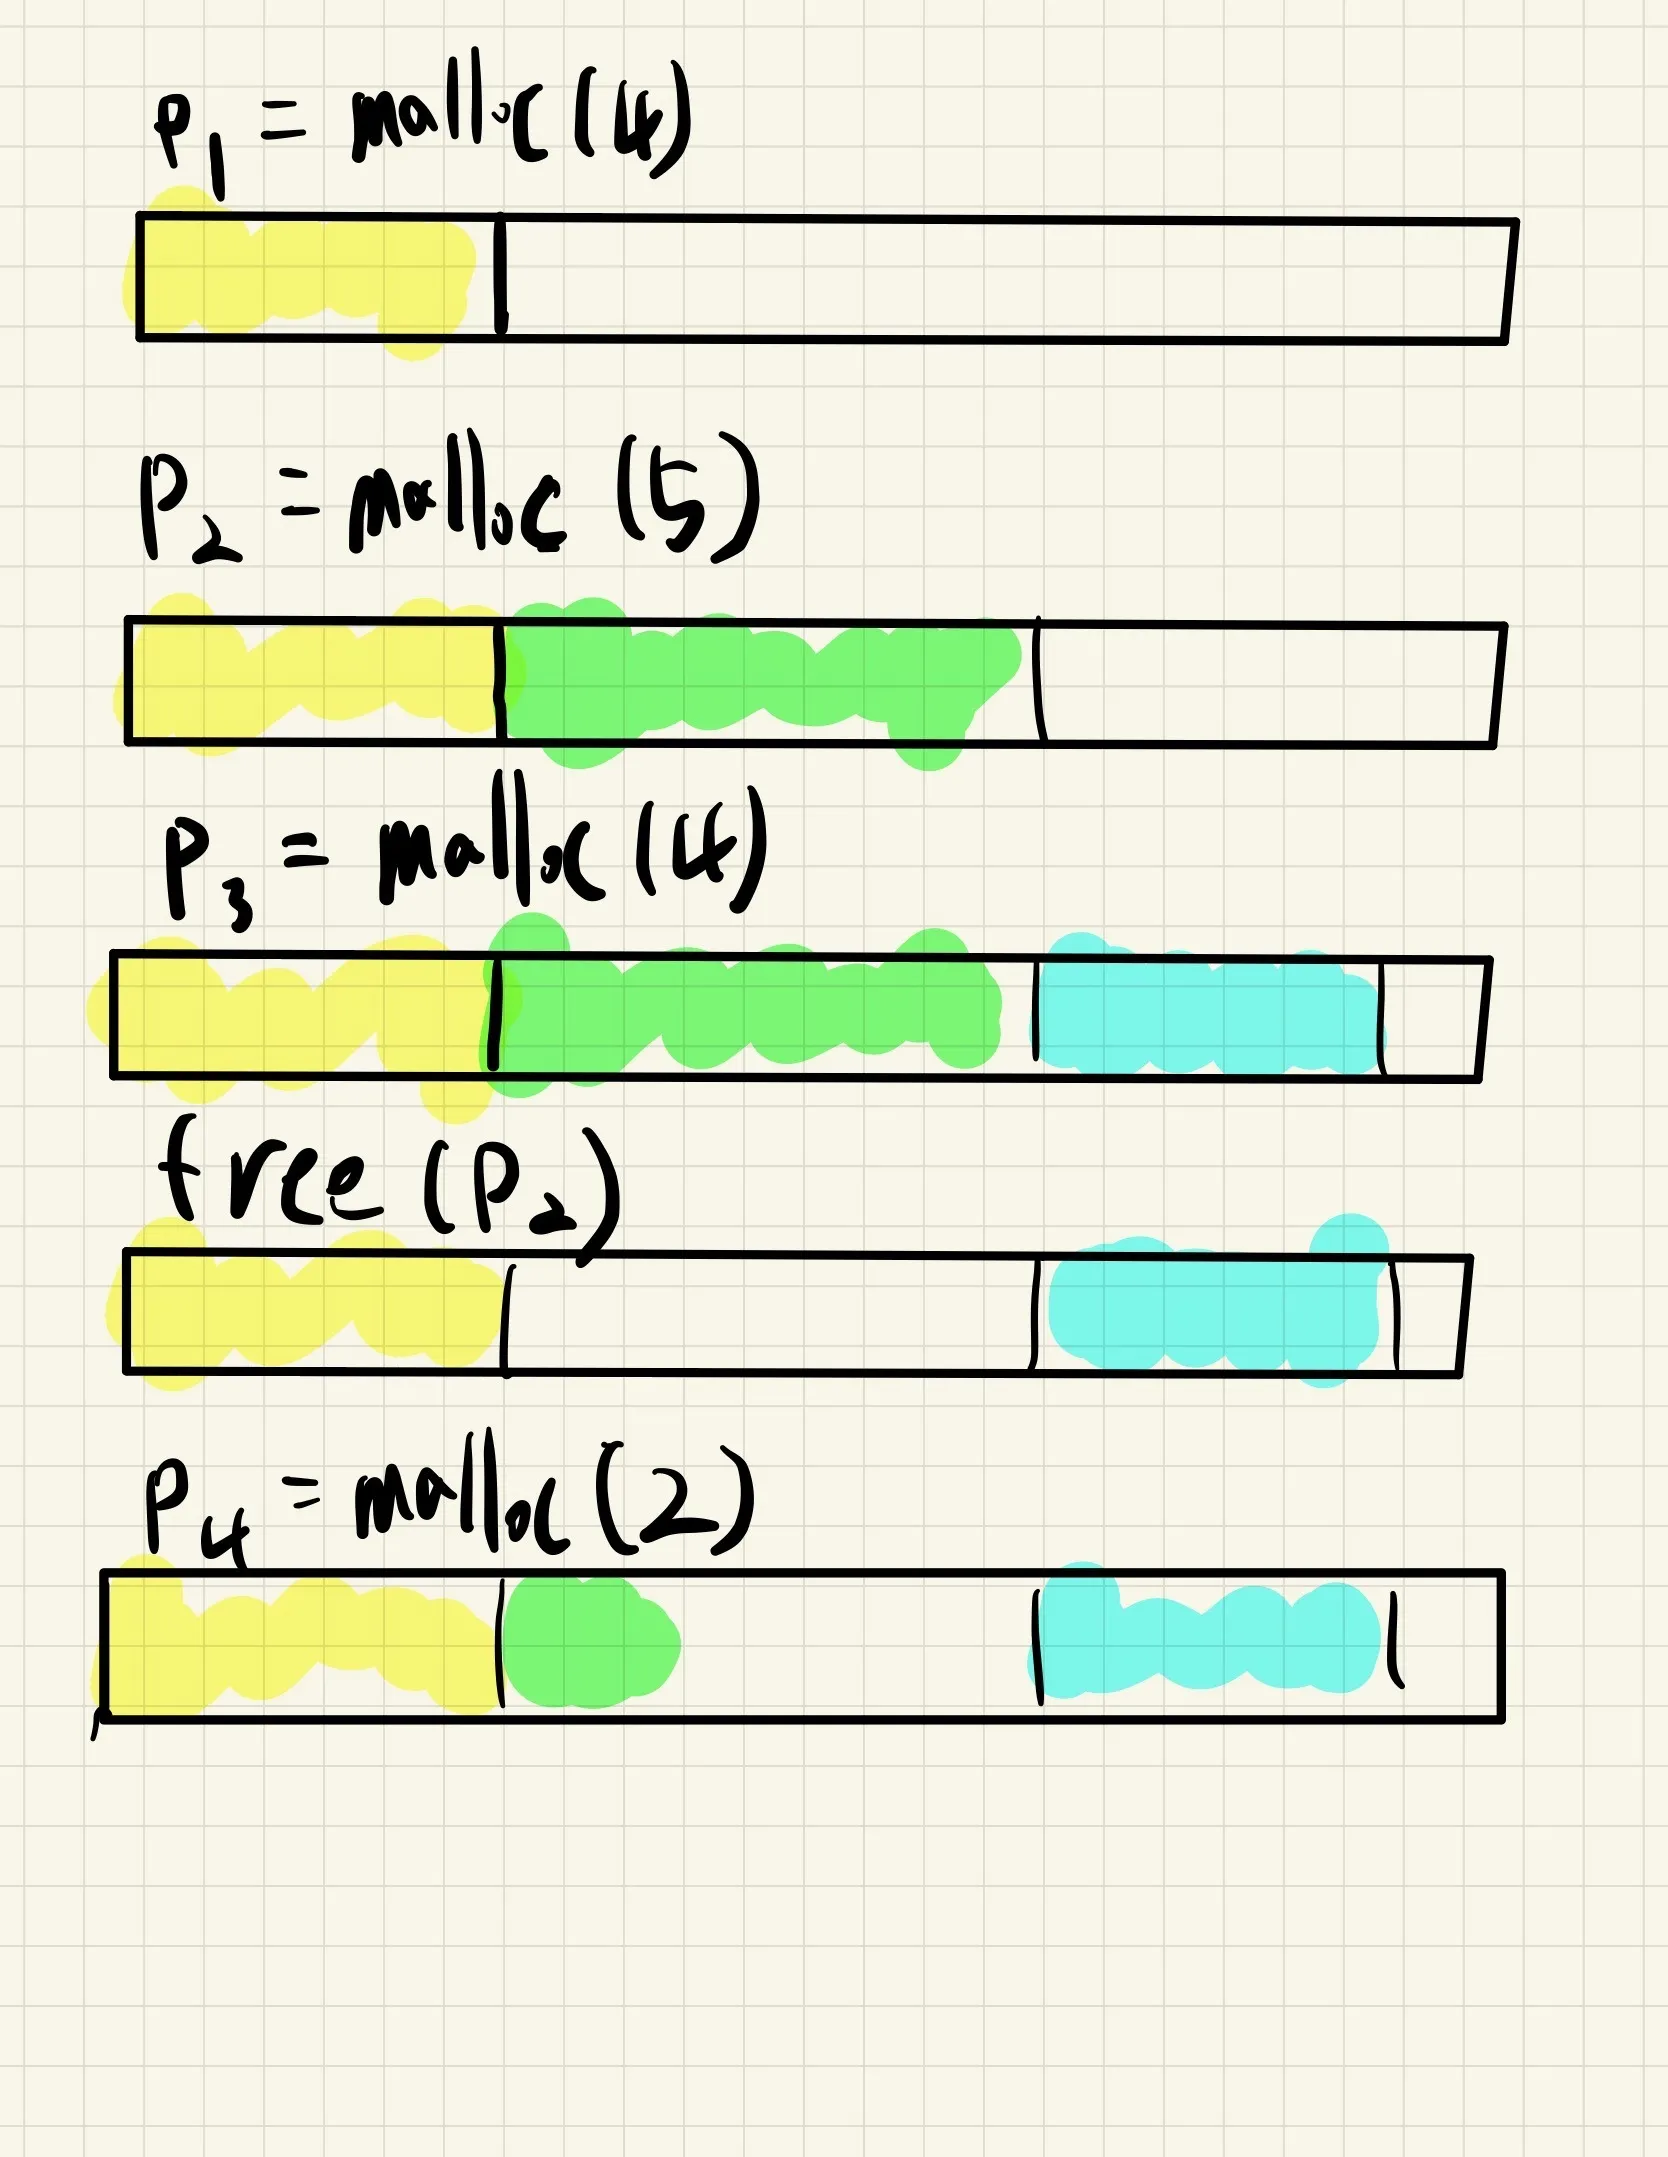 P1 = malloc (4)
P2 = malloc (5)
P3 = malloc (4)
free (P2)
P4 = malloc (2)